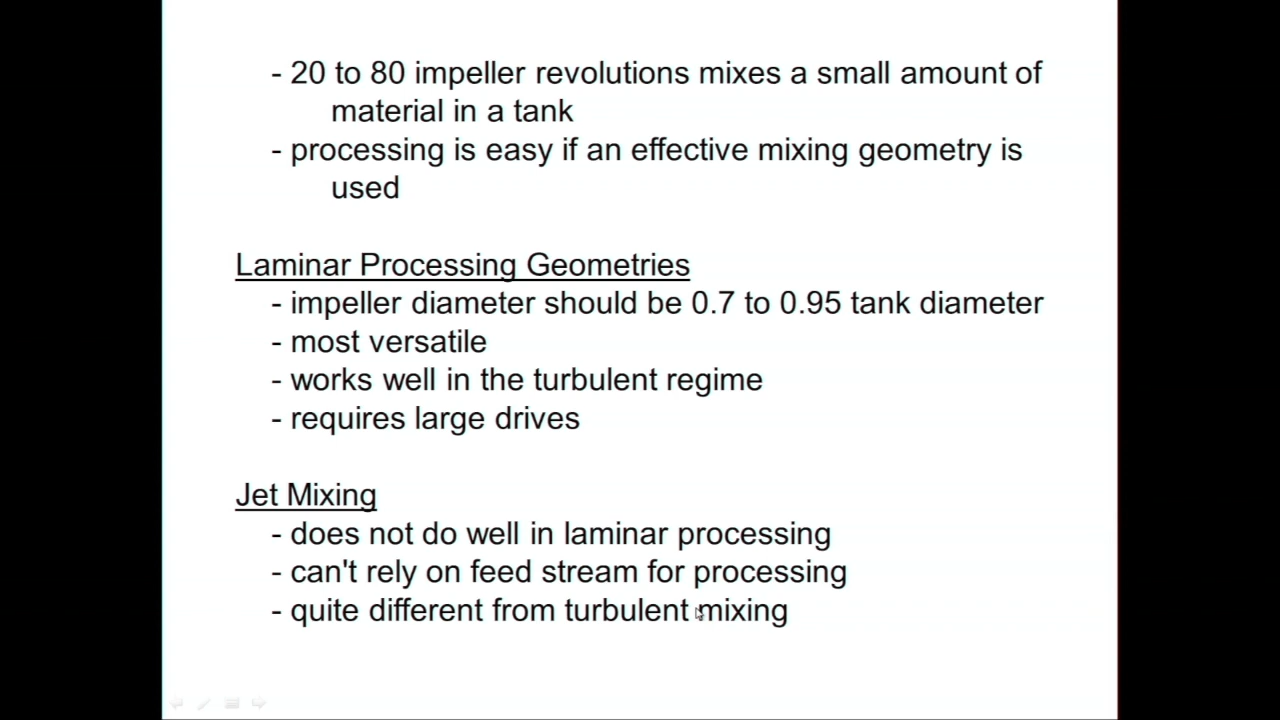 - 20 to 80 impeller revolutions mixes a small amount of
material in a tank
- processing is easy if an effective mixing geometry is
used
Laminar Processing Geometries
- impeller diameter should be 0.7 to 0.95 tank diameter
- most versatile
- works well in the turbulent regime
- requires large drives
Jet Mixing
- does not do well in laminar processing
- can't rely on feed stream for processing
- quite different from turbulent mixing